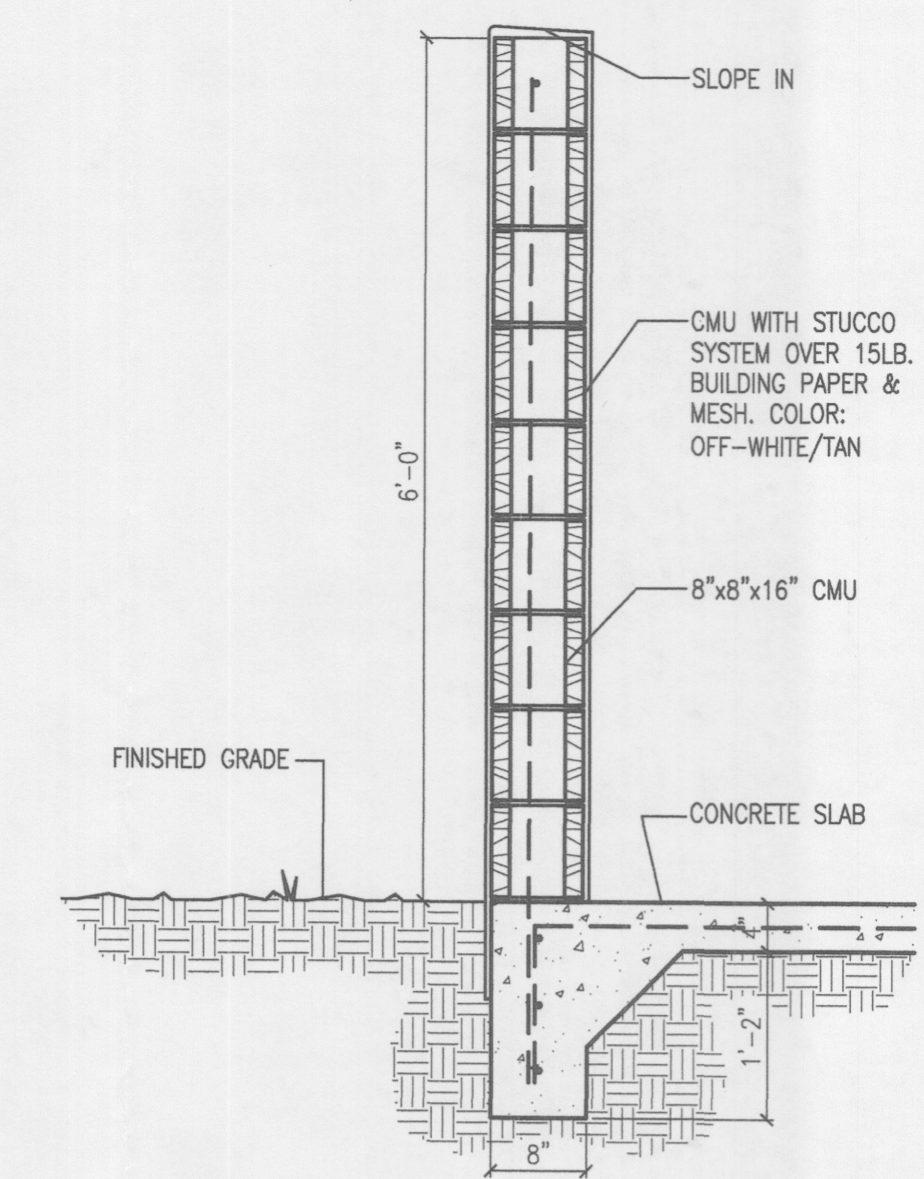 SLOPE IN
CMU WITH STUCCO
SYSTEM OVER 15LB.
BUILDING PAPER &
MESH. COLOR:
OFF-WHITE/TAN
6'-0"
8"x8"x16" CMU
FINISHED GRADE
CONCRETE SLAB
4"
1'-2"
8"